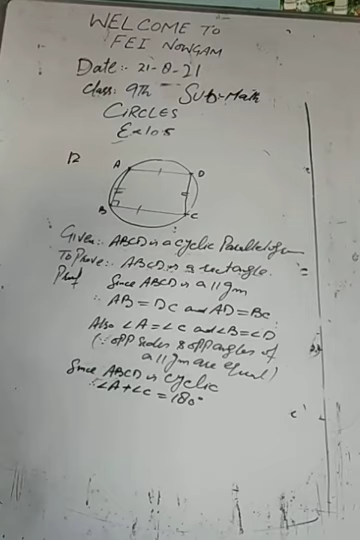 WELCOME TO
FEI NOWGAM
Date:- 21-8-21
Class: 9Th Sub-Math
CIRCLES
Ex 10.5
12
A
D
B
C
Given:- ABCD is a cyclic Parallelogram
To Prove:- ABCD is a rectangle.
Proof Since ABCD is a llgm
∴ AB = DC and AD = BC
Also ∠A = ∠C and ∠B = ∠D
(∵ opp sides & opp angles of
a llgm are equal)
Since ABCD is cyclic
∴ ∠A + ∠C = 180°